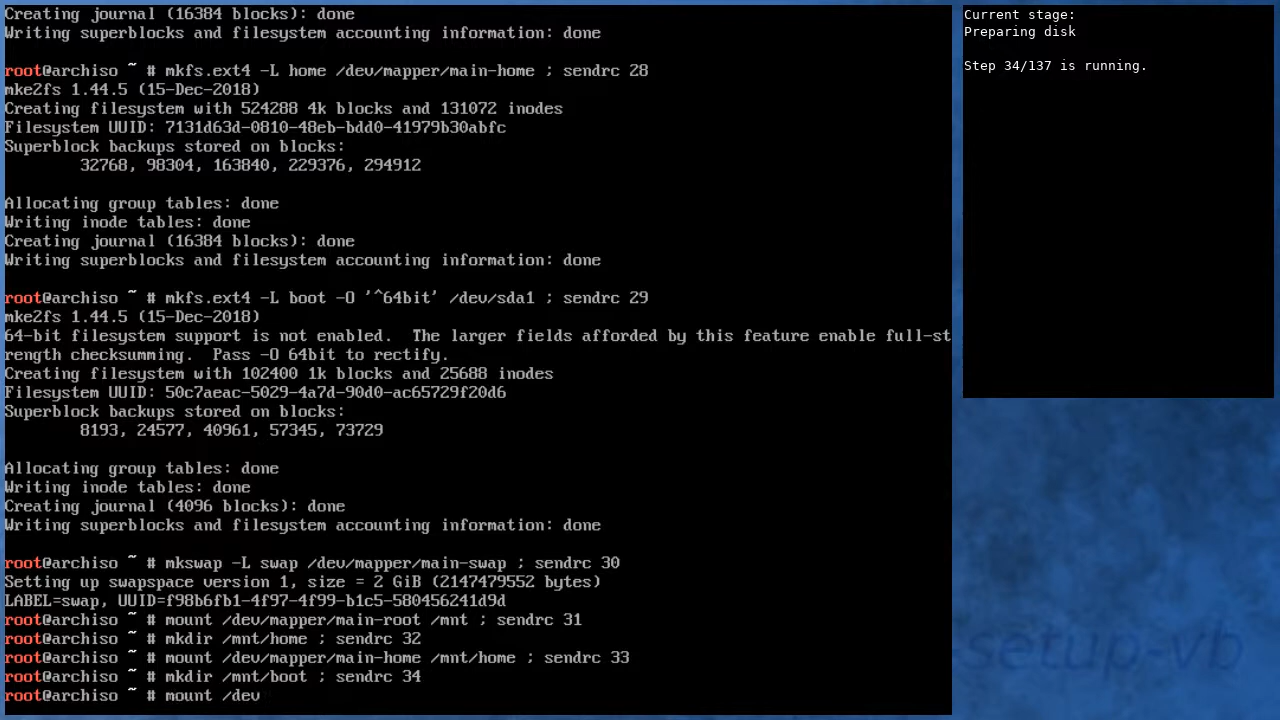 Creating journal (16384 blocks): done
Writing superblocks and filesystem accounting information: done
root@archiso ~ # mkfs.ext4 -L home /dev/mapper/main-home ; sendrc 28
mke2fs 1.44.5 (15-Dec-2018)
Creating filesystem with 524288 4k blocks and 131072 inodes
Filesystem UUID: 7131d63d-0810-48eb-bdd0-41979b30abfc
Superblock backups stored on blocks:
32768, 98304, 163840, 229376, 294912
Allocating group tables: done
Writing inode tables: done
Creating journal (16384 blocks): done
Writing superblocks and filesystem accounting information: done
root@archiso ~ # mkfs.ext4 -L boot -O '^64bit' /dev/sda1 ; sendrc 29
mke2fs 1.44.5 (15-Dec-2018)
64-bit filesystem support is not enabled.  The larger fields afforded by this feature enable full-st
rength checksumming.  Pass -O 64bit to rectify.
Creating filesystem with 102400 1k blocks and 25688 inodes
Filesystem UUID: 50c7aeac-5029-4a7d-90d0-ac65729f20d6
Superblock backups stored on blocks:
8193, 24577, 40961, 57345, 73729
Allocating group tables: done
Writing inode tables: done
Creating journal (4096 blocks): done
Writing superblocks and filesystem accounting information: done
root@archiso ~ # mkswap -L swap /dev/mapper/main-swap ; sendrc 30
Setting up swapspace version 1, size = 2 GiB (2147479552 bytes)
LABEL=swap, UUID=f98b6fb1-4f97-4f99-b1c5-580456241d9d
root@archiso ~ # mount /dev/mapper/main-root /mnt ; sendrc 31
root@archiso ~ # mkdir /mnt/home ; sendrc 32
root@archiso ~ # mount /dev/mapper/main-home /mnt/home ; sendrc 33
root@archiso ~ # mkdir /mnt/boot ; sendrc 34
root@archiso ~ # mount /dev
Current stage:
Preparing disk
Step 34/137 is running.
setup-vb